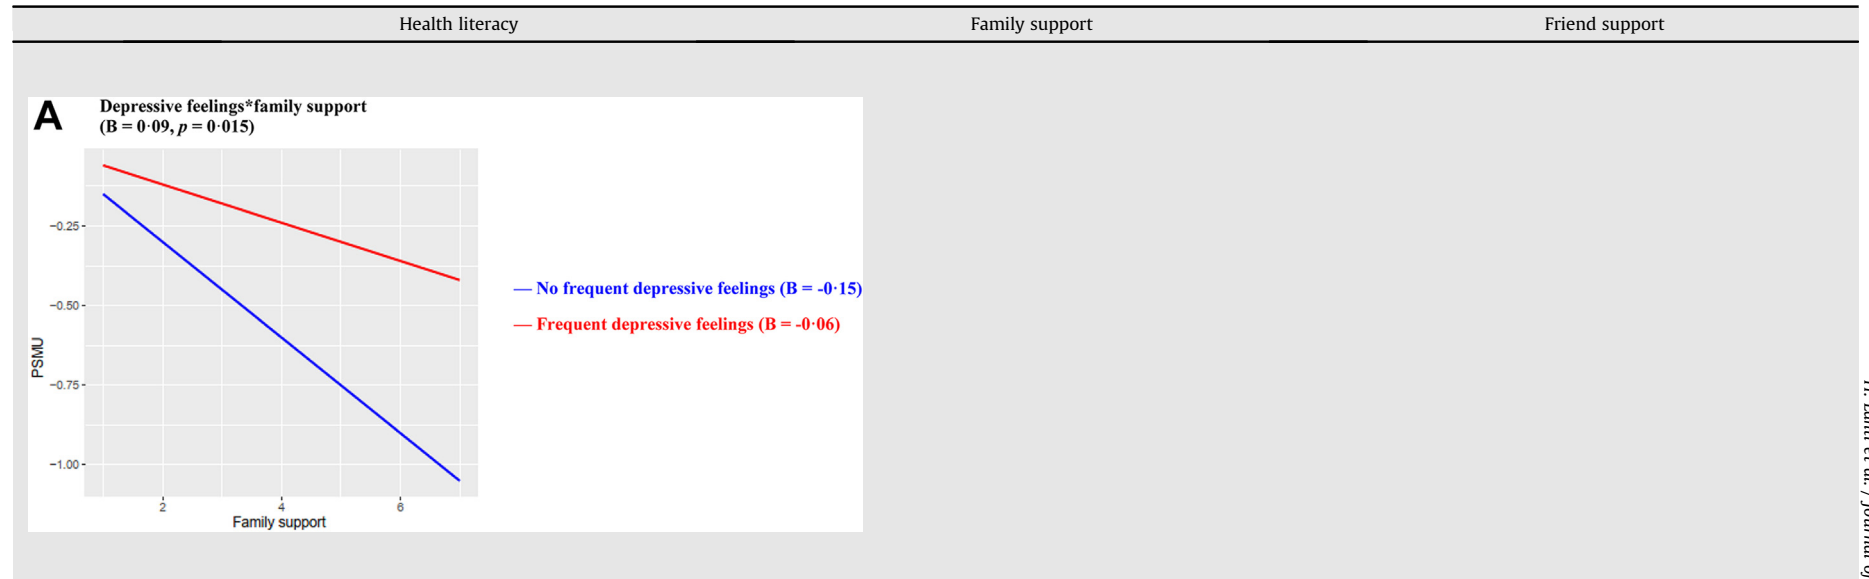 Health literacy Family support Friend support
A
Depressive feelings*family support
(B = 0·09, p = 0·015)
−0.25
−0.50
−0.75
−1.00
PSMU
2 4 6
Family support
— No frequent depressive feelings (B = -0·15)
— Frequent depressive feelings (B = -0·06)